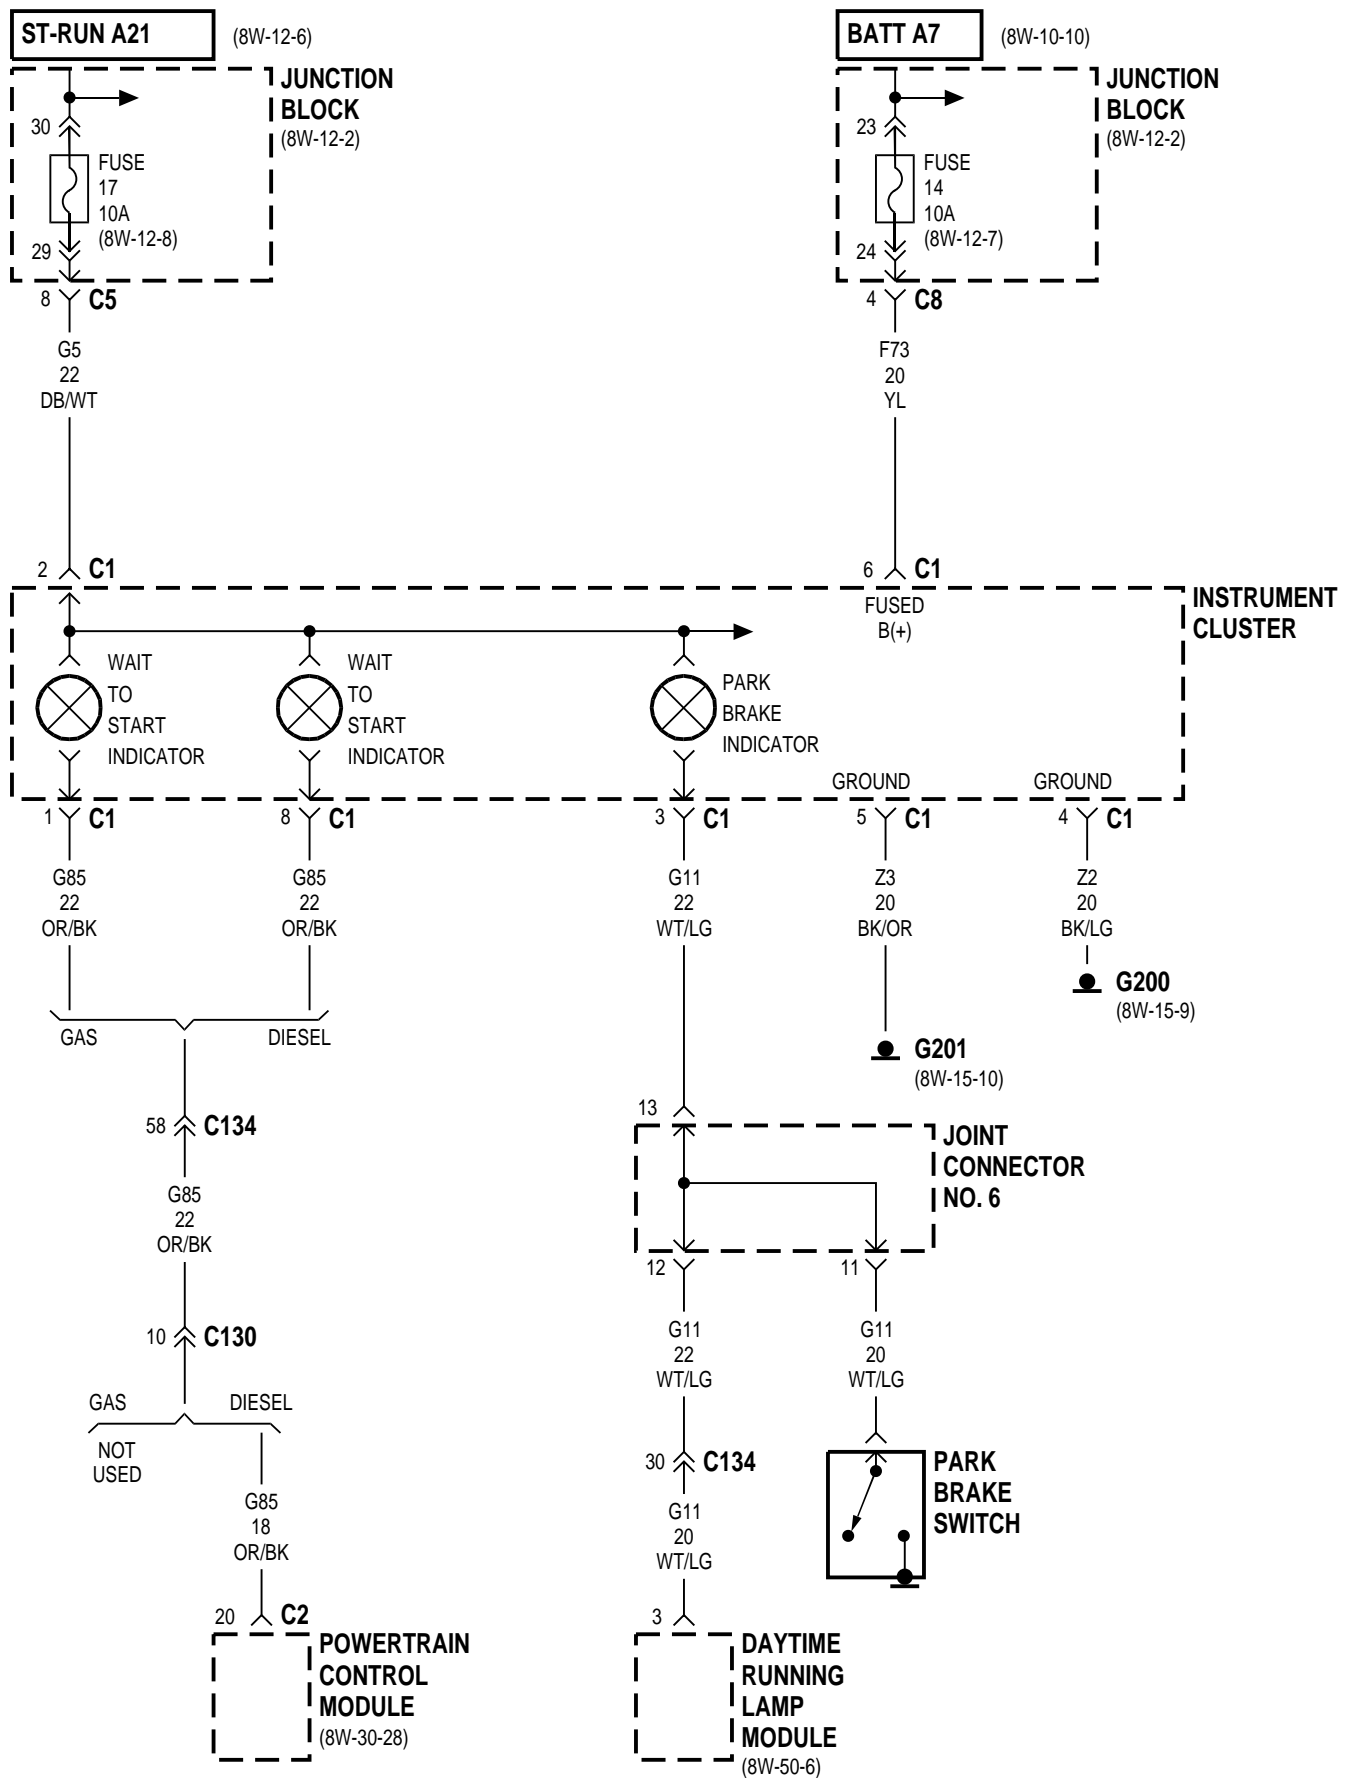 ST-RUN A21 (8W-12-6)
BATT A7 (8W-10-10)
JUNCTION
BLOCK
(8W-12-2)
30
FUSE
17
10A
(8W-12-8)
29
8 C5
G5
22
DB/WT
JUNCTION
BLOCK
(8W-12-2)
23
FUSE
14
10A
(8W-12-7)
24
4 C8
F73
20
YL
2 C1
6 C1
FUSED
B(+)
INSTRUMENT
CLUSTER
WAIT
TO
START
INDICATOR
WAIT
TO
START
INDICATOR
PARK
BRAKE
INDICATOR
GROUND
GROUND
1 C1
8 C1
3 C1
5 C1
4 C1
G85
22
OR/BK
G85
22
OR/BK
G11
22
WT/LG
Z3
20
BK/OR
Z2
20
BK/LG
G200
(8W-15-9)
G201
(8W-15-10)
GAS
DIESEL
58 C134
G85
22
OR/BK
10 C130
GAS
DIESEL
NOT
USED
G85
18
OR/BK
20 C2
POWERTRAIN
CONTROL
MODULE
(8W-30-28)
13
JOINT
CONNECTOR
NO. 6
12
11
G11
22
WT/LG
G11
20
WT/LG
30 C134
G11
20
WT/LG
PARK
BRAKE
SWITCH
3
DAYTIME
RUNNING
LAMP
MODULE
(8W-50-6)